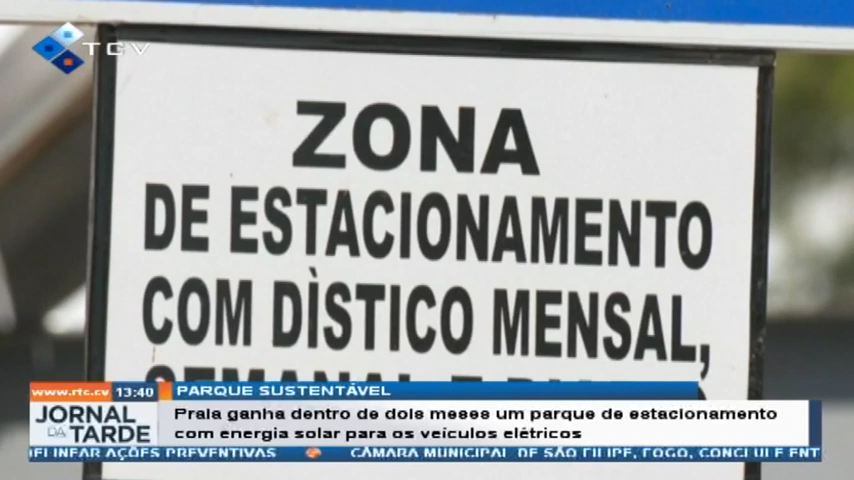 TCV
ZONA
DE ESTACIONAMENTO
COM DÌSTICO MENSAL,
www.rtc.cv 13:40 PARQUE SUSTENTÁVEL
JORNAL DA TARDE
Praia ganha dentro de dois meses um parque de estacionamento
com energia solar para os veículos elétricos
AÇÕES PREVENTIVAS CÂMARA MUNICIPAL DE SÃO FILIPE, FOGO,